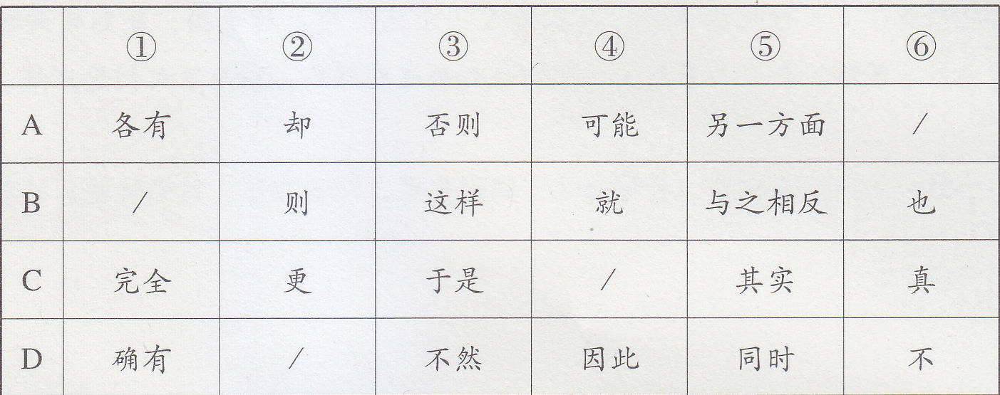 ① ② ③ ④ ⑤ ⑥
A 各有 却 否则 可能 另一方面 /
B / 则 这样 就 与之相反 也
C 完全 更 于是 / 其实 真
D 确有 / 不然 因此 同时 不